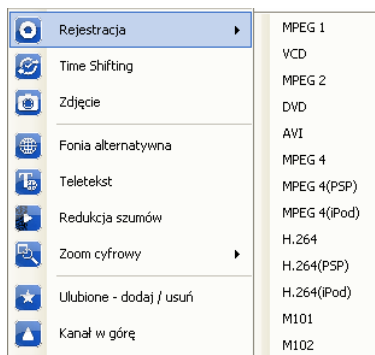 Rejestracja
Time Shifting
Zdjęcie
Fonia alternatywna
Teletekst
Redukcja szumów
Zoom cyfrowy
Ulubione - dodaj / usuń
Kanał w górę
MPEG 1
VCD
MPEG 2
DVD
AVI
MPEG 4
MPEG 4(PSP)
MPEG 4(iPod)
H.264
H.264(PSP)
H.264(iPod)
M101
M102